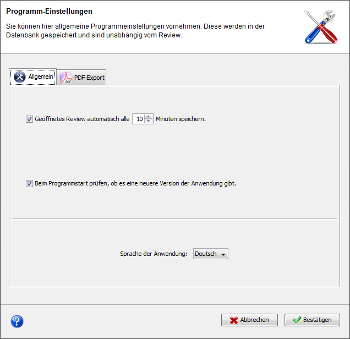 Programm-Einstellungen
Sie können hier allgemeine Programmeinstellungen vornehmen. Diese werden in der
Datenbank gespeichert und sind unabhängig vom Review.
Allgemein
PDF Export
Geöffnetes Review automatisch alle 10 Minuten speichern.
Beim Programmstart prüfen, ob es eine neuere Version der Anwendung gibt.
Sprache der Anwendung: Deutsch
Abbrechen
Bestätigen